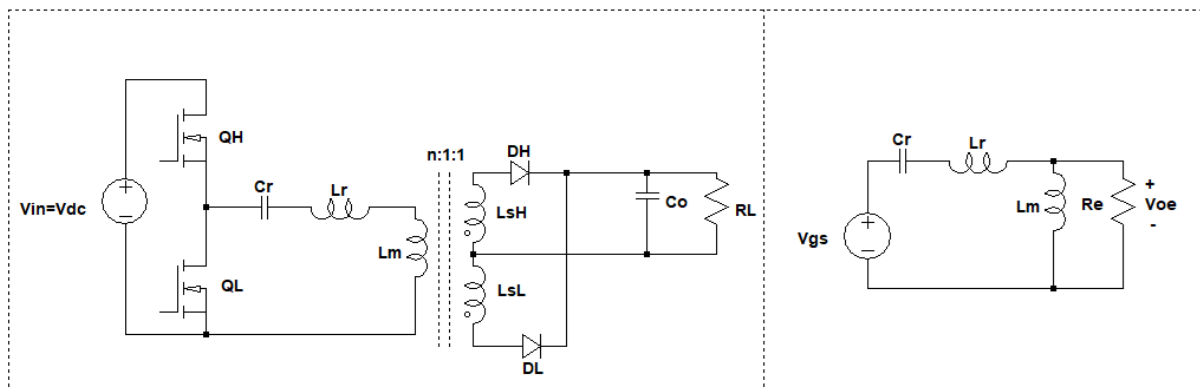 QH
n:1:1
DH
Cr
Lr
Vin=Vdc
LsH
Co
RL
Lm
QL
LsL
DL
Cr
Lr
+
Lm
Re
Voe
Vgs
-